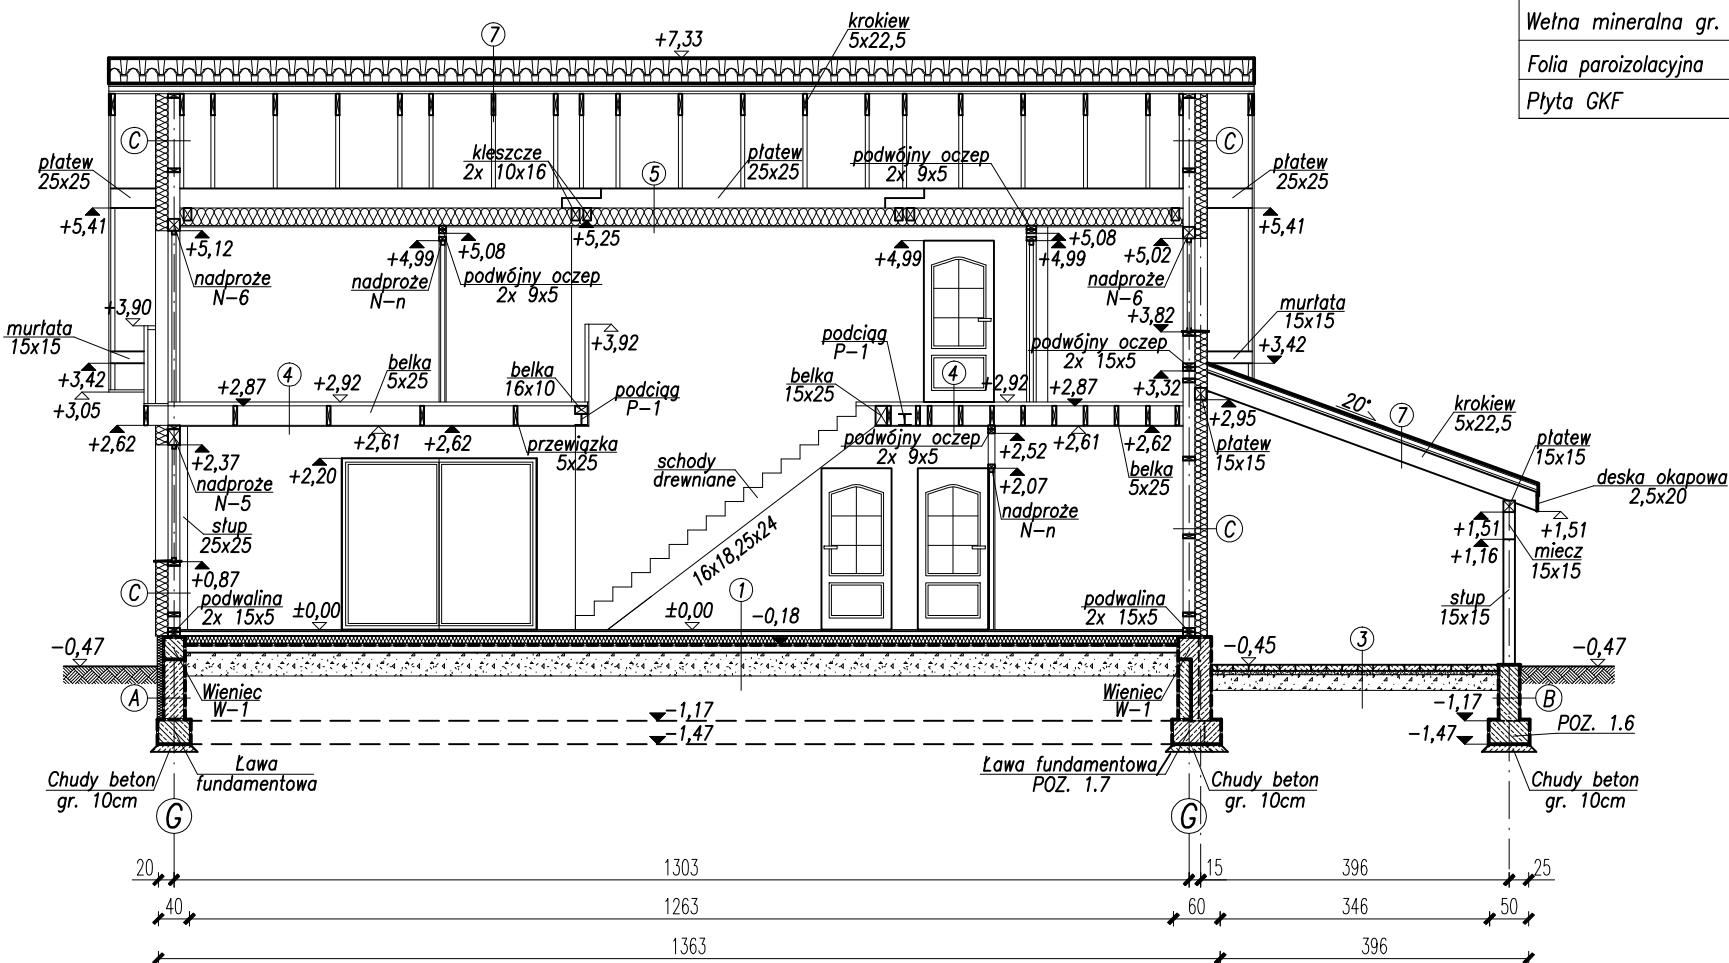 Wełna mineralna gr.
Folia paroizolacyjna
Płyta GKF
7
+7,33
krokiew
5x22,5
C
C
płatew
25x25
kleszcze
2x 10x16
5
płatew
25x25
podwójny oczep
2x 9x5
płatew
25x25
+5,41
+5,12
+5,08
+5,25
+4,99
+4,99
+5,08
+4,99
+5,02
+5,41
nadproże
N-6
nadproże
N-n
podwójny oczep
2x 9x5
nadproże
N-6
+3,90
murłata
15x15
+3,42
+3,05
+3,92
podciąg
P-1
+3,82
podwójny oczep
2x 15x5
murłata
15x15
+3,42
4
+2,87
+2,92
belka
5x25
belka
16x10
podciąg
P-1
belka
15x25
4
+2,92
+2,87
+3,32
+2,95
20°
7
krokiew
5x22,5
+2,62
+2,61
+2,62
przewiązka
5x25
podwójny oczep
2x 9x5
+2,52
+2,61
+2,62
płatew
15x15
płatew
15x15
+2,37
nadproże
N-5
+2,20
schody
drewniane
+2,07
nadproże
N-n
belka
5x25
deska okapowa
2,5x20
słup
25x25
16x18,25x24
C
+1,51
+1,51
+1,16
miecz
15x15
+0,87
C
podwalina
2x 15x5
±0,00
1
±0,00
-0,18
podwalina
2x 15x5
słup
15x15
-0,47
-0,45
3
-0,47
A
Wieniec
W-1
Wieniec
W-1
B
-1,17
-1,47
-1,17
-1,47
POZ. 1.6
Chudy beton
gr. 10cm
Ława
fundamentowa
Ława fundamentowa
POZ. 1.7
Chudy beton
gr. 10cm
Chudy beton
gr. 10cm
G
G
20
1303
15
396
25
40
1263
60
346
50
1363
396